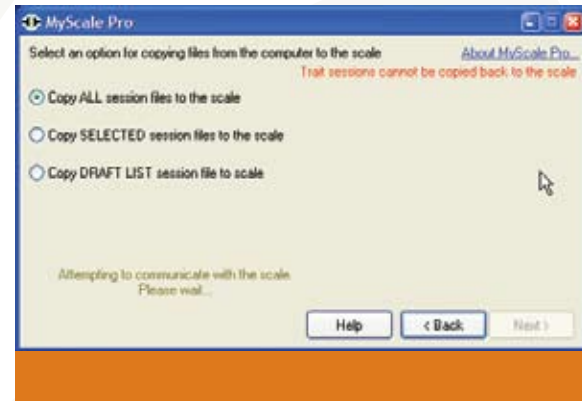 MyScale Pro
Select an option for copying files from the computer to the scale
About MyScale Pro...
Trait sessions cannot be copied back to the scale
Copy ALL session files to the scale
Copy SELECTED session files to the scale
Copy DRAFT LIST session file to scale
Attempting to communicate with the scale.
Please wait...
Help
< Back
Next >